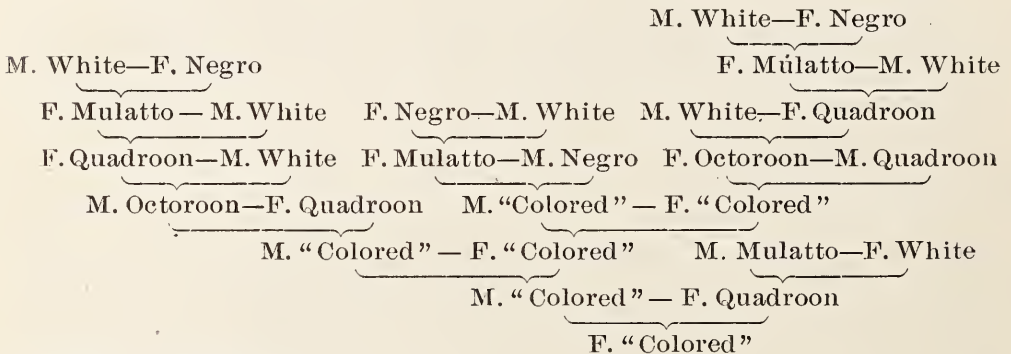 M. White—F. Negro
M. White—F. Negro F. Múlatto—M. White
F. Mulatto — M. White F. Negro—M. White M. White—F. Quadroon
F. Quadroon—M. White F. Mulatto—M. Negro F. Octoroon—M. Quadroon
M. Octoroon—F. Quadroon M. "Colored" — F. "Colored"
M. "Colored" — F. "Colored" M. Mulatto—F. White
M. "Colored" — F. Quadroon
F. "Colored"